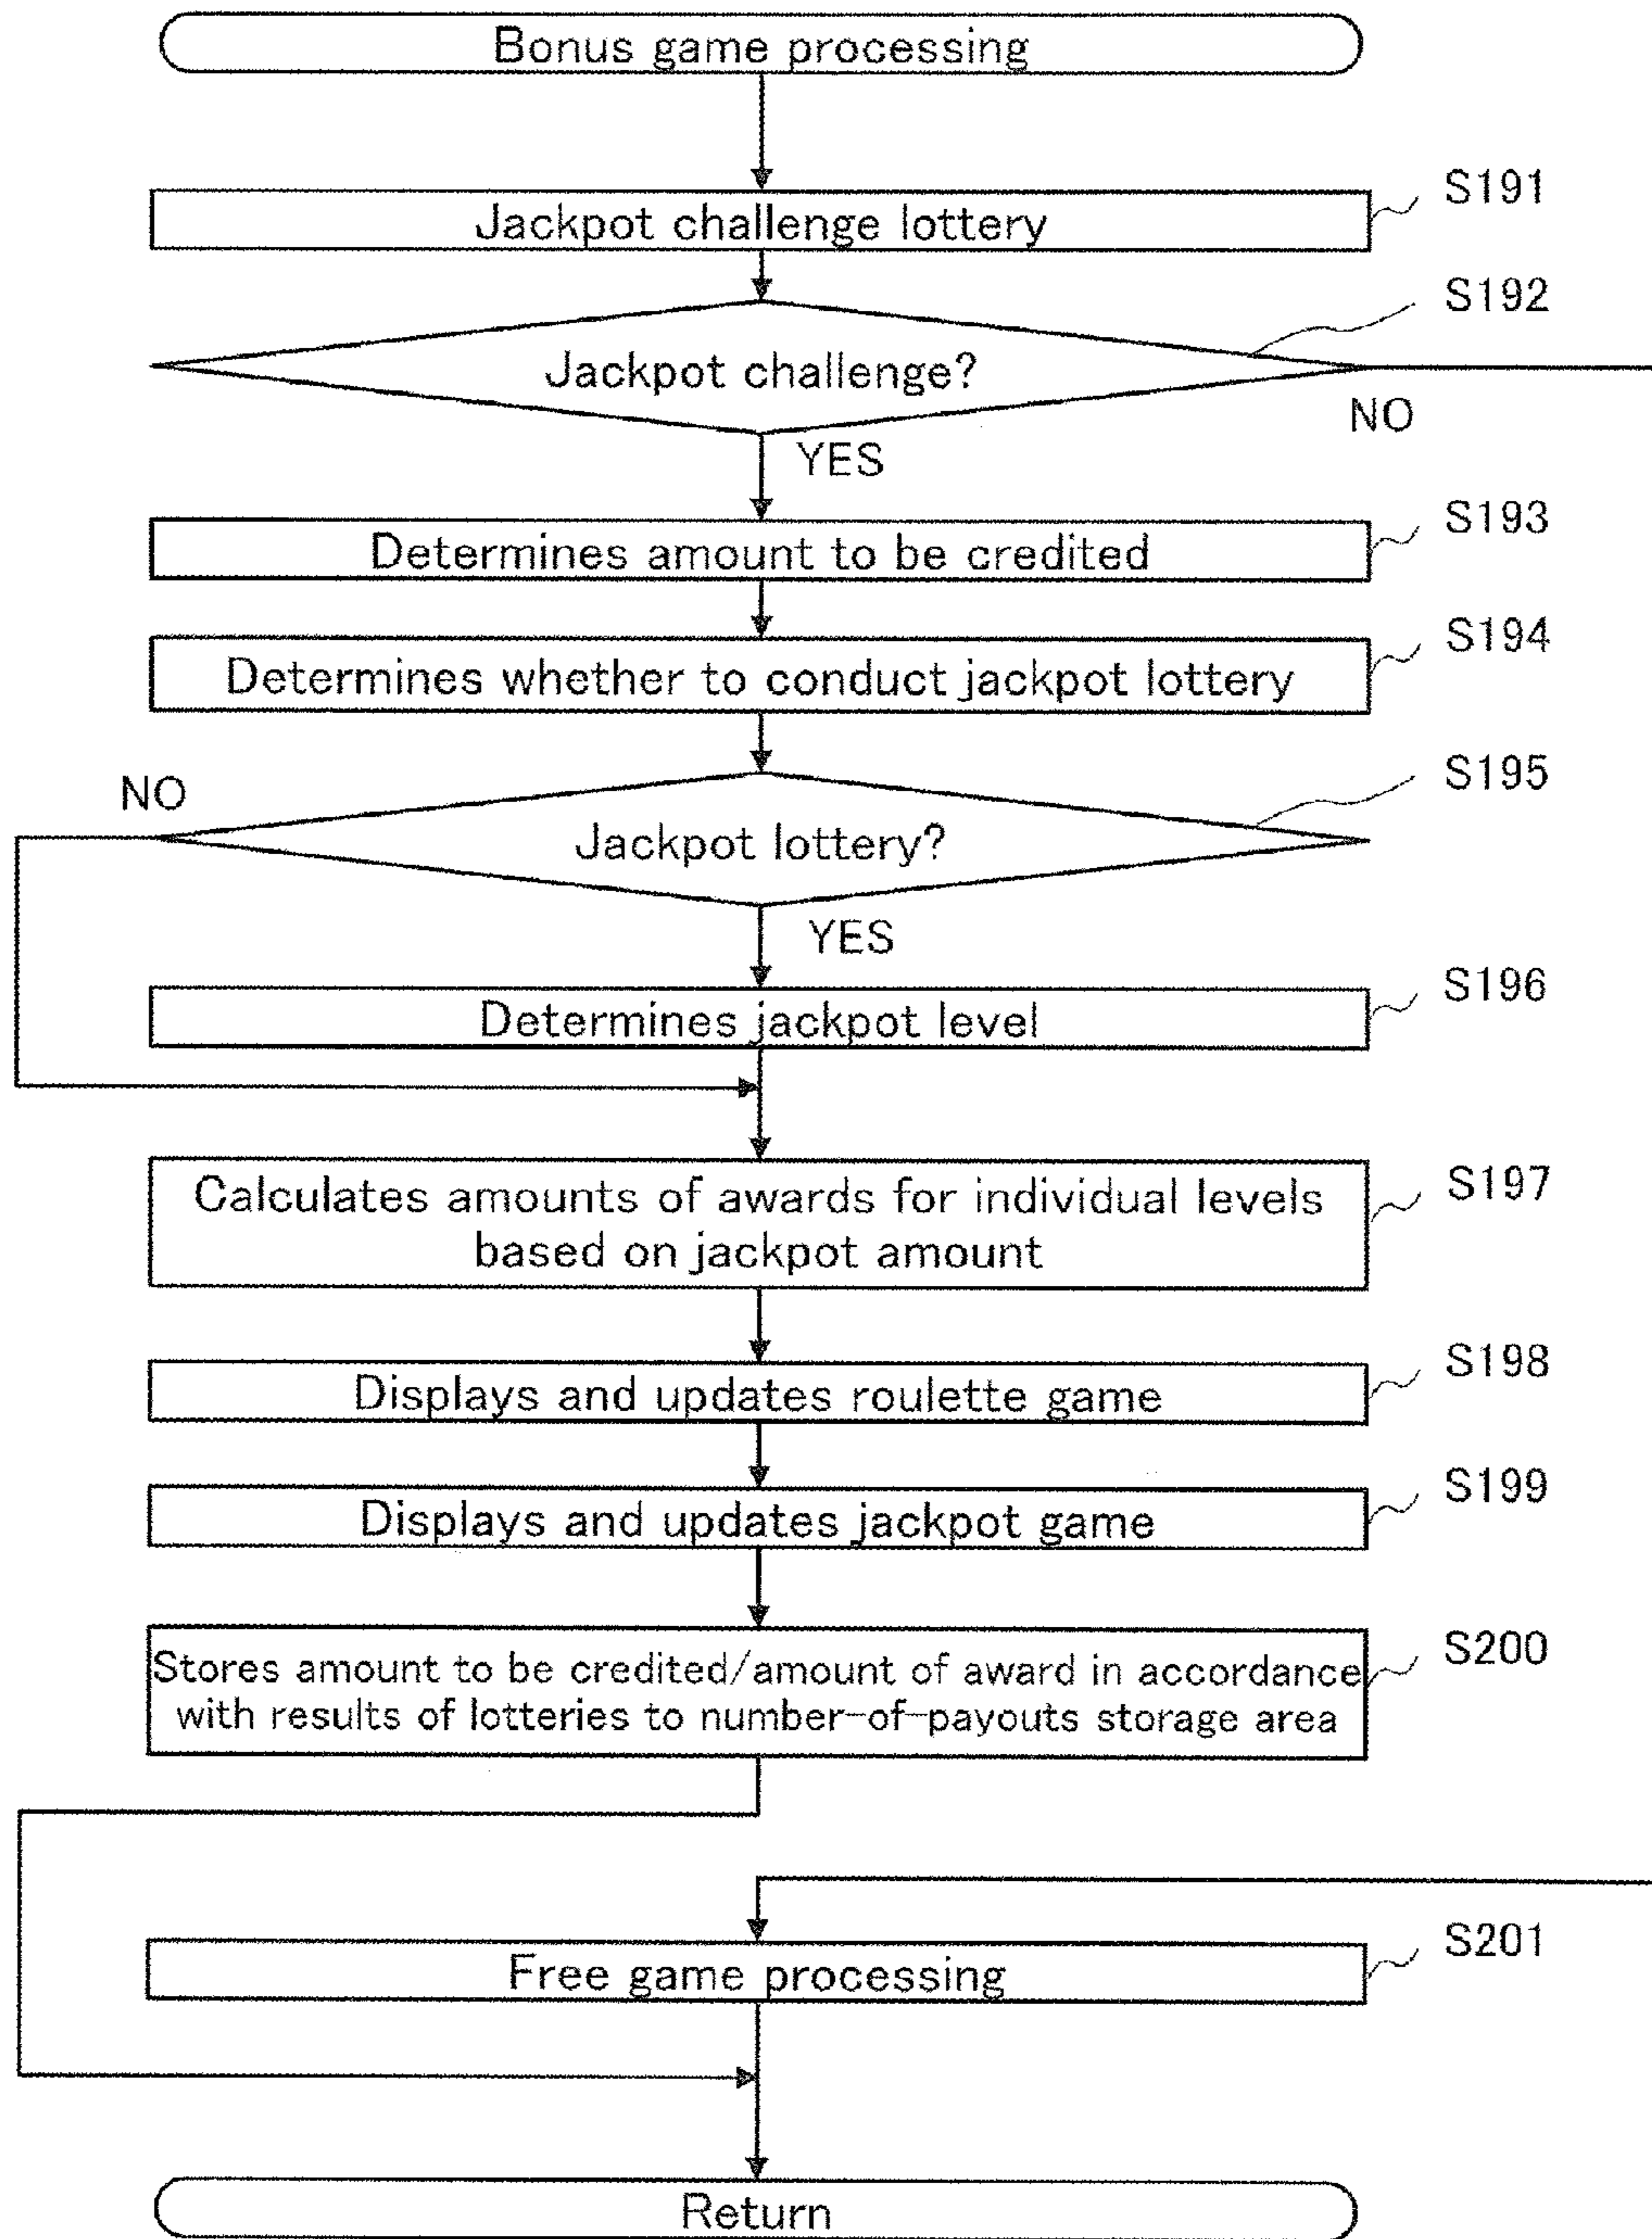 Bonus game processing
S191
Jackpot challenge lottery
S192
Jackpot challenge?
NO
YES
S193
Determines amount to be credited
S194
Determines whether to conduct jackpot lottery
S195
NO
Jackpot lottery?
YES
S196
Determines jackpot level
S197
Calculates amounts of awards for individual levels
based on jackpot amount
S198
Displays and updates roulette game
S199
Displays and updates jackpot game
S200
Stores amount to be credited/amount of award in accordance
with results of lotteries to number-of-payouts storage area
S201
Free game processing
Return